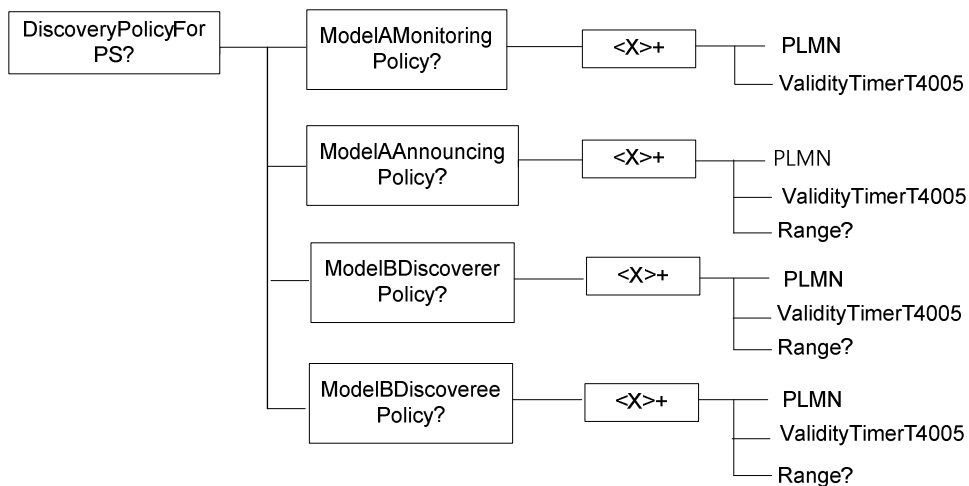 DiscoveryPolicyFor
PS?
ModelAMonitoring
Policy?
<X>+
PLMN
ValidityTimerT4005
ModelAAnnouncing
Policy?
<X>+
PLMN
ValidityTimerT4005
Range?
ModelBDiscoverer
Policy?
<X>+
PLMN
ValidityTimerT4005
Range?
ModelBDiscoveree
Policy?
<X>+
PLMN
ValidityTimerT4005
Range?